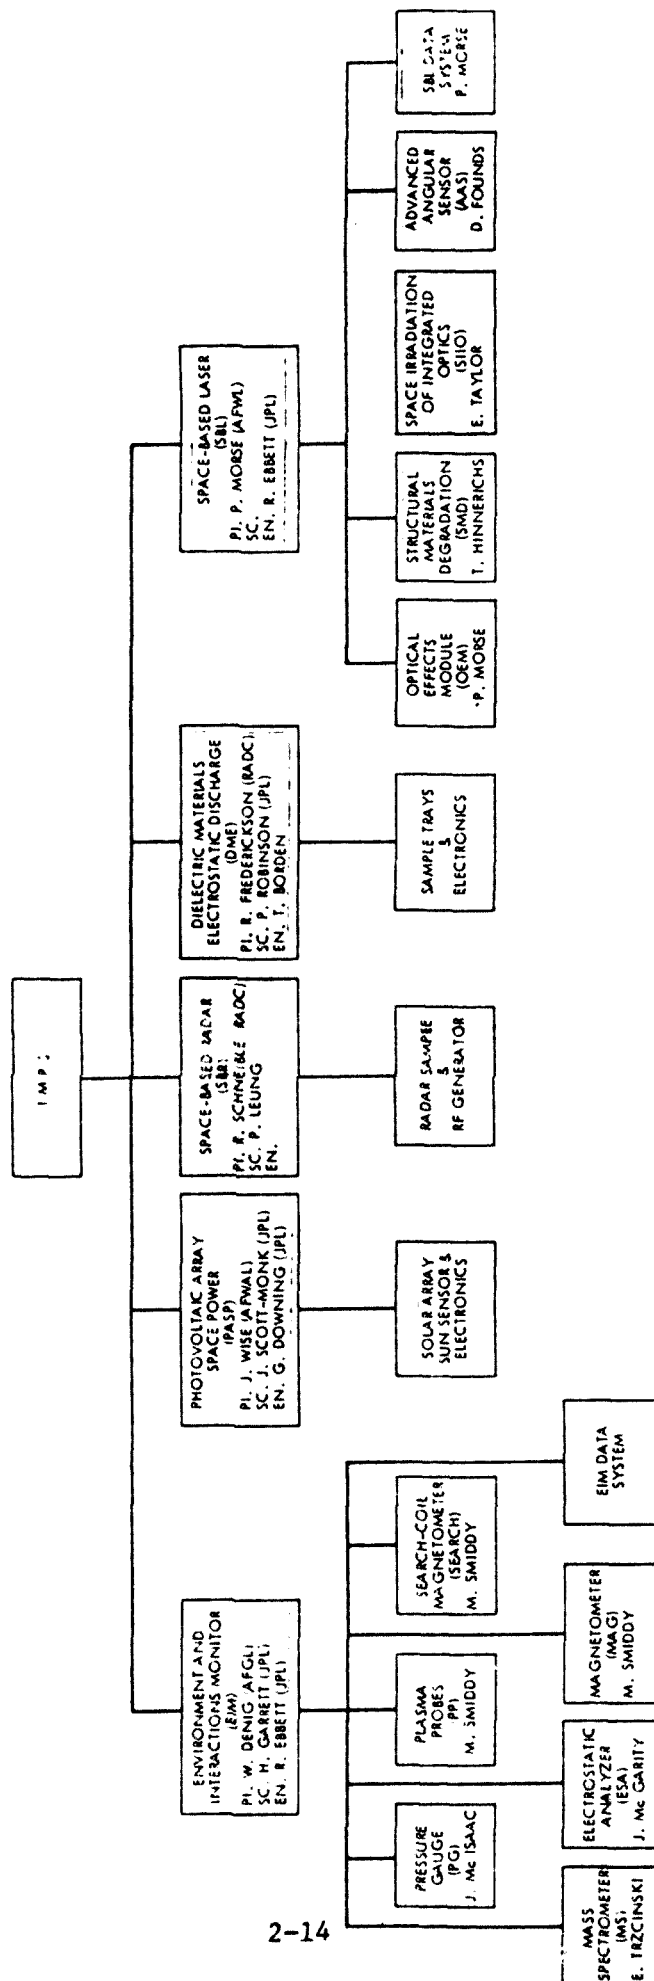 I M P S
ENVIRONMENT AND
INTERACTIONS MONITOR
(EIM)
PI. W. DENIG (AFGL)
SC. H. GARRETT (JPL)
EN. R. EBBETT (JPL)
PHOTOVOLTAIC ARRAY
SPACE POWER
(PASP)
PI. J. WISE (AFWAL)
SC. J. SCOTT-MONK (JPL)
EN. G. DOWNING (JPL)
SPACE-BASED RADAR
(SBR)
PI. R. SCHNEIBLE RADC)
SC. P. LEUNG
EN.
DIELECTRIC MATERIALS
ELECTROSTATIC DISCHARGE
(DME)
PI. R. FREDERICKSON (RADC)
SC. P. ROBINSON (JPL)
EN. T. BORDEN
SPACE-BASED LASER
(SBL)
PI. P. MORSE (AFWL)
SC.
EN. R. EBBETT (JPL)
PRESSURE
GAUGE
(PG)
J. Mc ISAAC
PLASMA
PROBES
(PP)
M. SMIDDY
SEARCH-COIL
MAGNETOMETER
(SEARCH)
M. SMIDDY
SOLAR ARRAY
SUN SENSOR &
ELECTRONICS
RADAR SAMPLE
&
RF GENERATOR
SAMPLE TRAYS
&
ELECTRONICS
OPTICAL
EFFECTS
MODULE
(OEM)
·P. MORSE
STRUCTURAL
MATERIALS
DEGRADATION
(SMD)
T. HINNERICHS
SPACE IRRADIATION
OF INTEGRATED
OPTICS
(SIIO)
E. TAYLOR
ADVANCED
ANGULAR
SENSOR
(AAS)
D. FOUNDS
SBL DATA
SYSTEM
P. MORSE
MASS
SPECTROMETER
(MS)
E. TRZCINSKI
ELECTROSTATIC
ANALYZER
(ESA)
J. Mc GARITY
MAGNETOMETER
(MAG)
M. SMIDDY
EIM DATA
SYSTEM
2-14